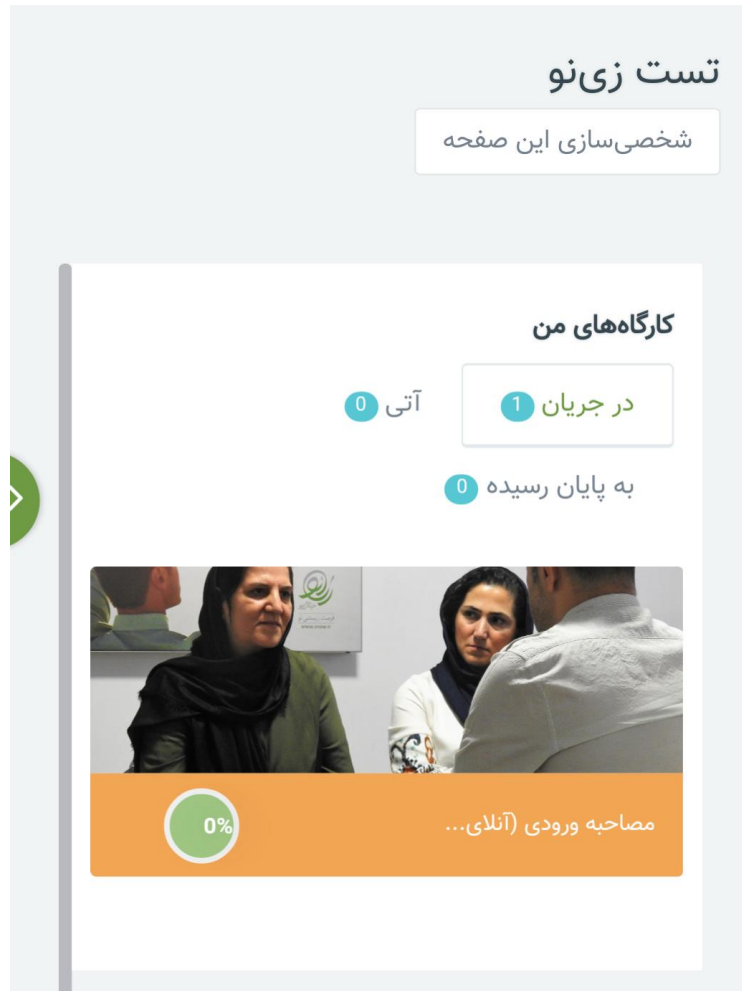 تست زی‌نو
شخصی‌سازی این صفحه
کارگاه‌های من
در جریان 1 آتی 0
به پایان رسیده 0
مصاحبه ورودی (آنلای... 0%